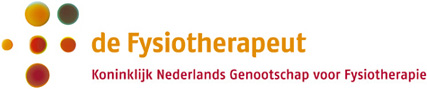 de Fysiotherapeut
Koninklijk Nederlands Genootschap voor Fysiotherapie